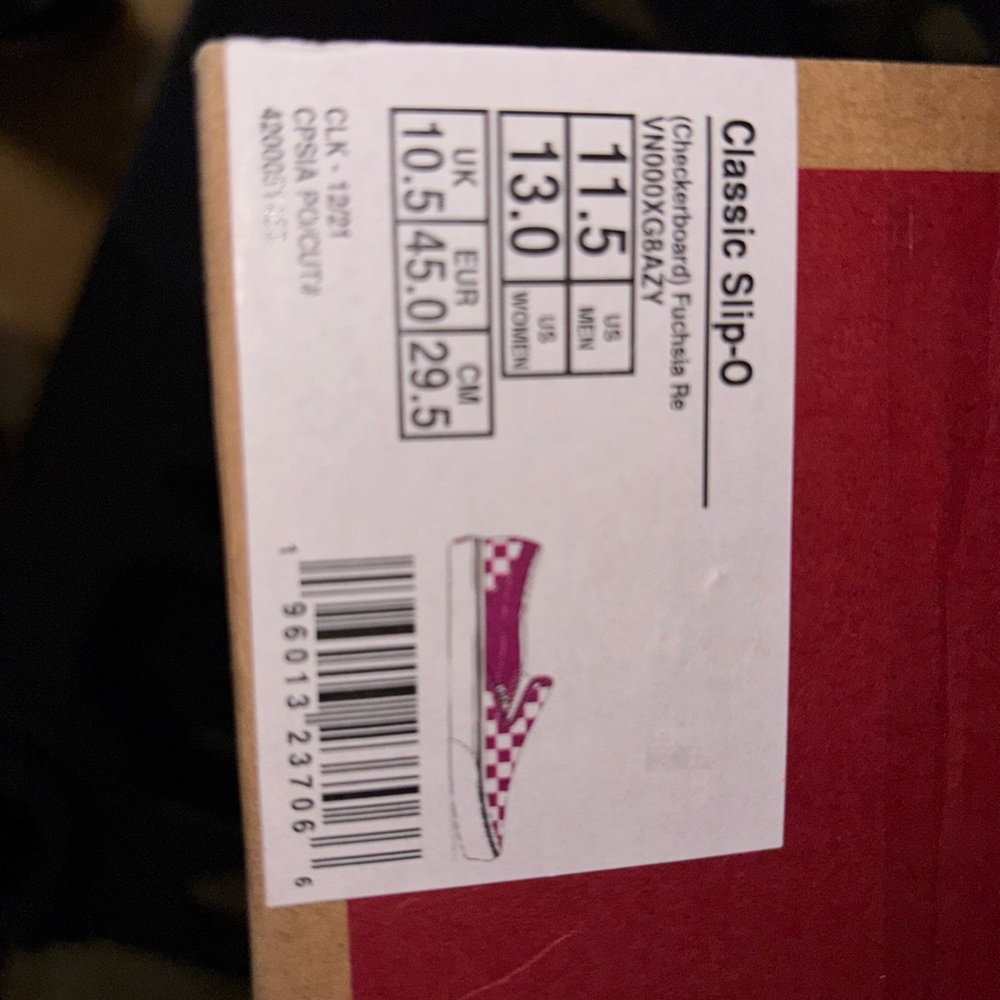 Classic Slip-O
(Checkerboard) Fuchsia Re
VN000XG8AZY
11.5 US MEN
13.0 US WOMEN
UK EUR CM
10.5 45.0 29.5
CLK - 12/21
CPSIA PO/CUT#
1 96013 23706 6